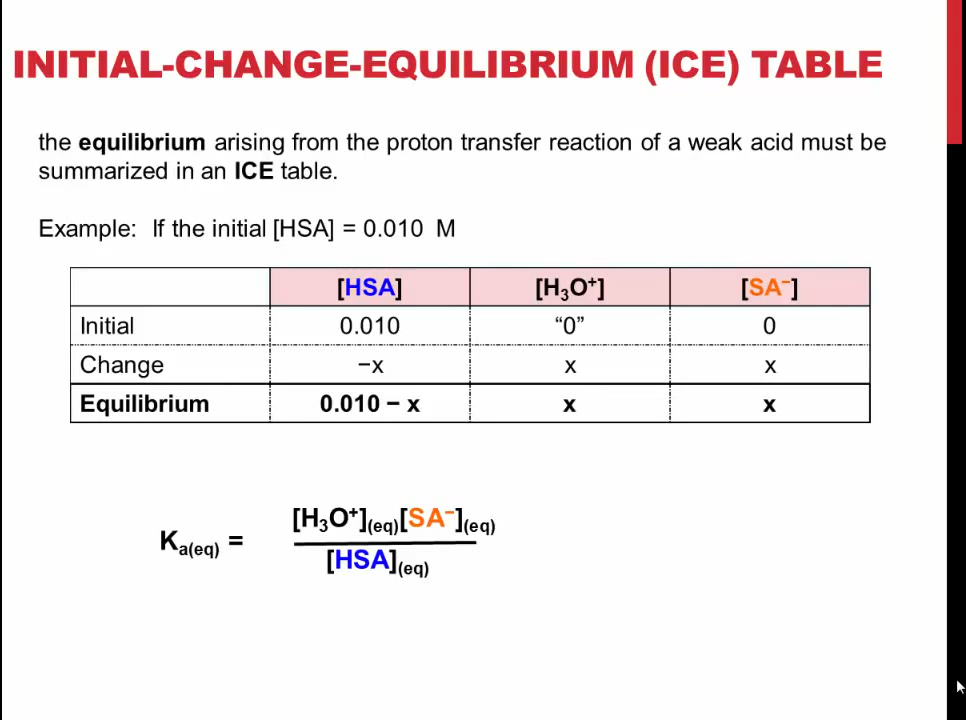 INITIAL-CHANGE-EQUILIBRIUM (ICE) TABLE
the equilibrium arising from the proton transfer reaction of a weak acid must be
summarized in an ICE table.
Example: If the initial [HSA] = 0.010 M
[HSA] [H₃O⁺] [SA⁻]
Initial 0.010 “0” 0
Change −x x x
Equilibrium 0.010 − x x x
[H₃O⁺](eq)[SA⁻](eq)
Ka(eq) =
[HSA](eq)